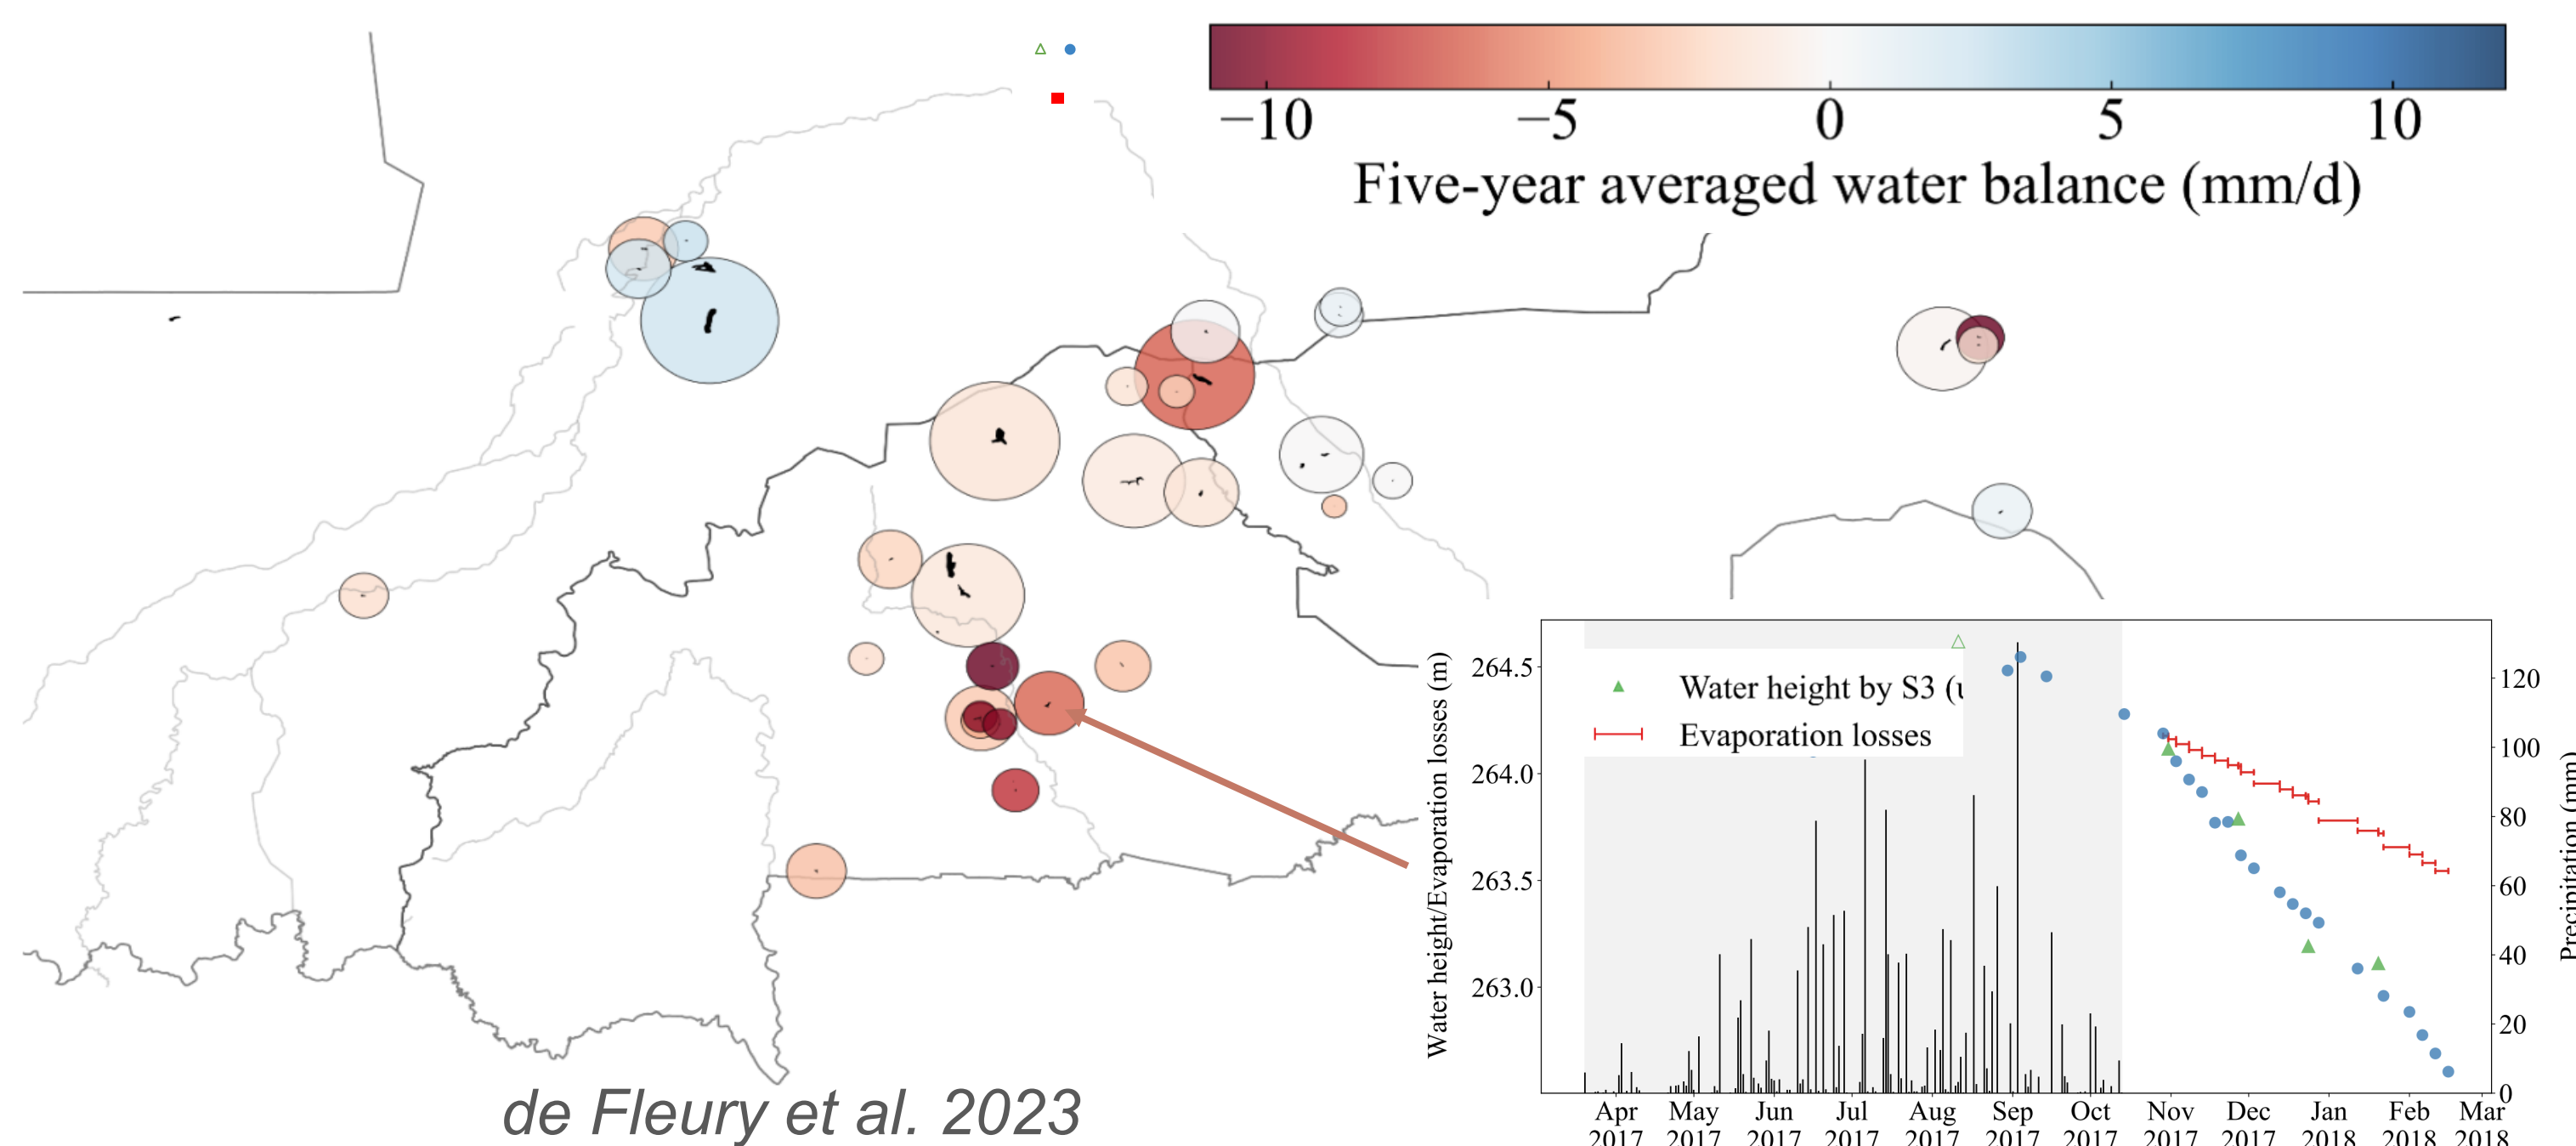 −10 −5 0 5 10
Five-year averaged water balance (mm/d)
Water height/Evaporation losses (m)
264.5
264.0
263.5
263.0
Water height by S3 (
Evaporation losses
120
100
80
60
40
20
0
Precipitation (mm)
Apr May Jun Jul Aug Sep Oct Nov Dec Jan Feb Mar
2017 2017 2017 2017 2017 2017 2017 2017 2017 2018 2018 2018
de Fleury et al. 2023